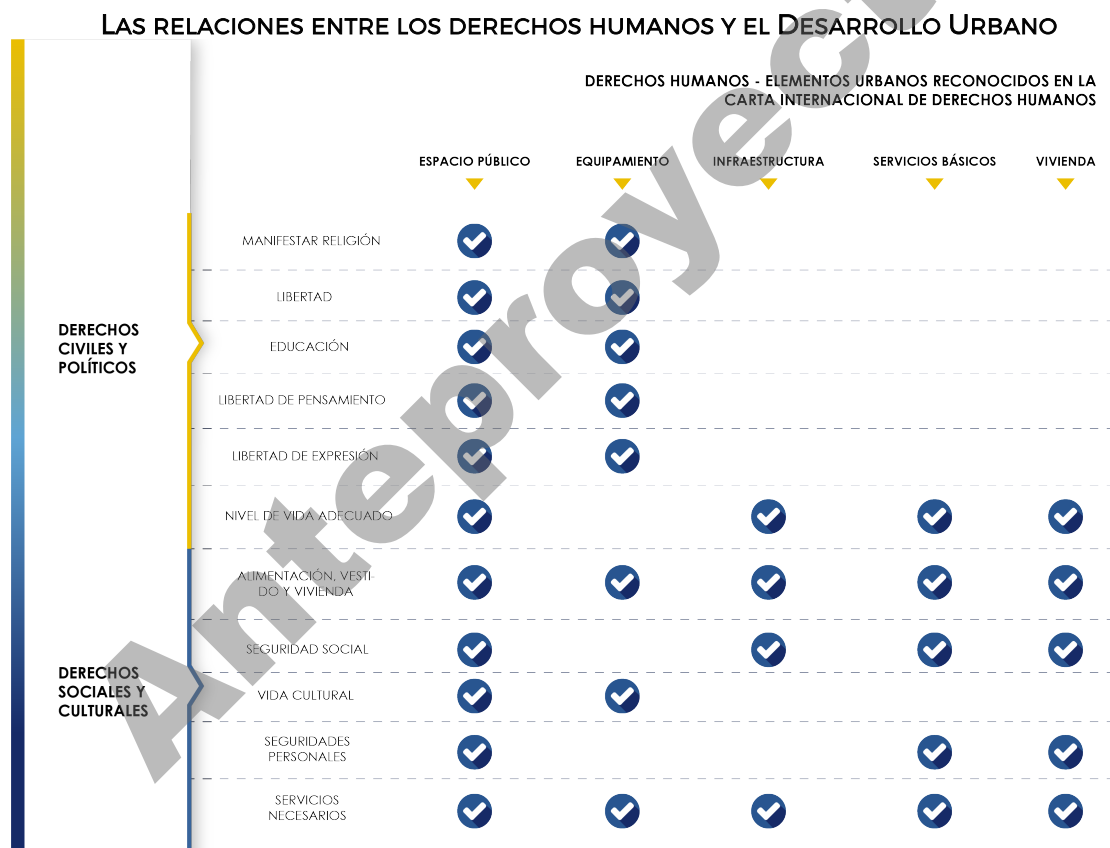 LAS RELACIONES ENTRE LOS DERECHOS HUMANOS Y EL DESARROLLO URBANO
DERECHOS HUMANOS - ELEMENTOS URBANOS RECONOCIDOS EN LA
CARTA INTERNACIONAL DE DERECHOS HUMANOS
ESPACIO PÚBLICO EQUIPAMIENTO INFRAESTRUCTURA SERVICIOS BÁSICOS VIVIENDA
DERECHOS
CIVILES Y
POLÍTICOS
MANIFESTAR RELIGIÓN
LIBERTAD
EDUCACIÓN
LIBERTAD DE PENSAMIENTO
LIBERTAD DE EXPRESIÓN
NIVEL DE VIDA ADECUADO
DERECHOS
SOCIALES Y
CULTURALES
ALIMENTACIÓN, VESTI-
DO Y VIVIENDA
SEGURIDAD SOCIAL
VIDA CULTURAL
SEGURIDADES
PERSONALES
SERVICIOS
NECESARIOS
Anteproyect